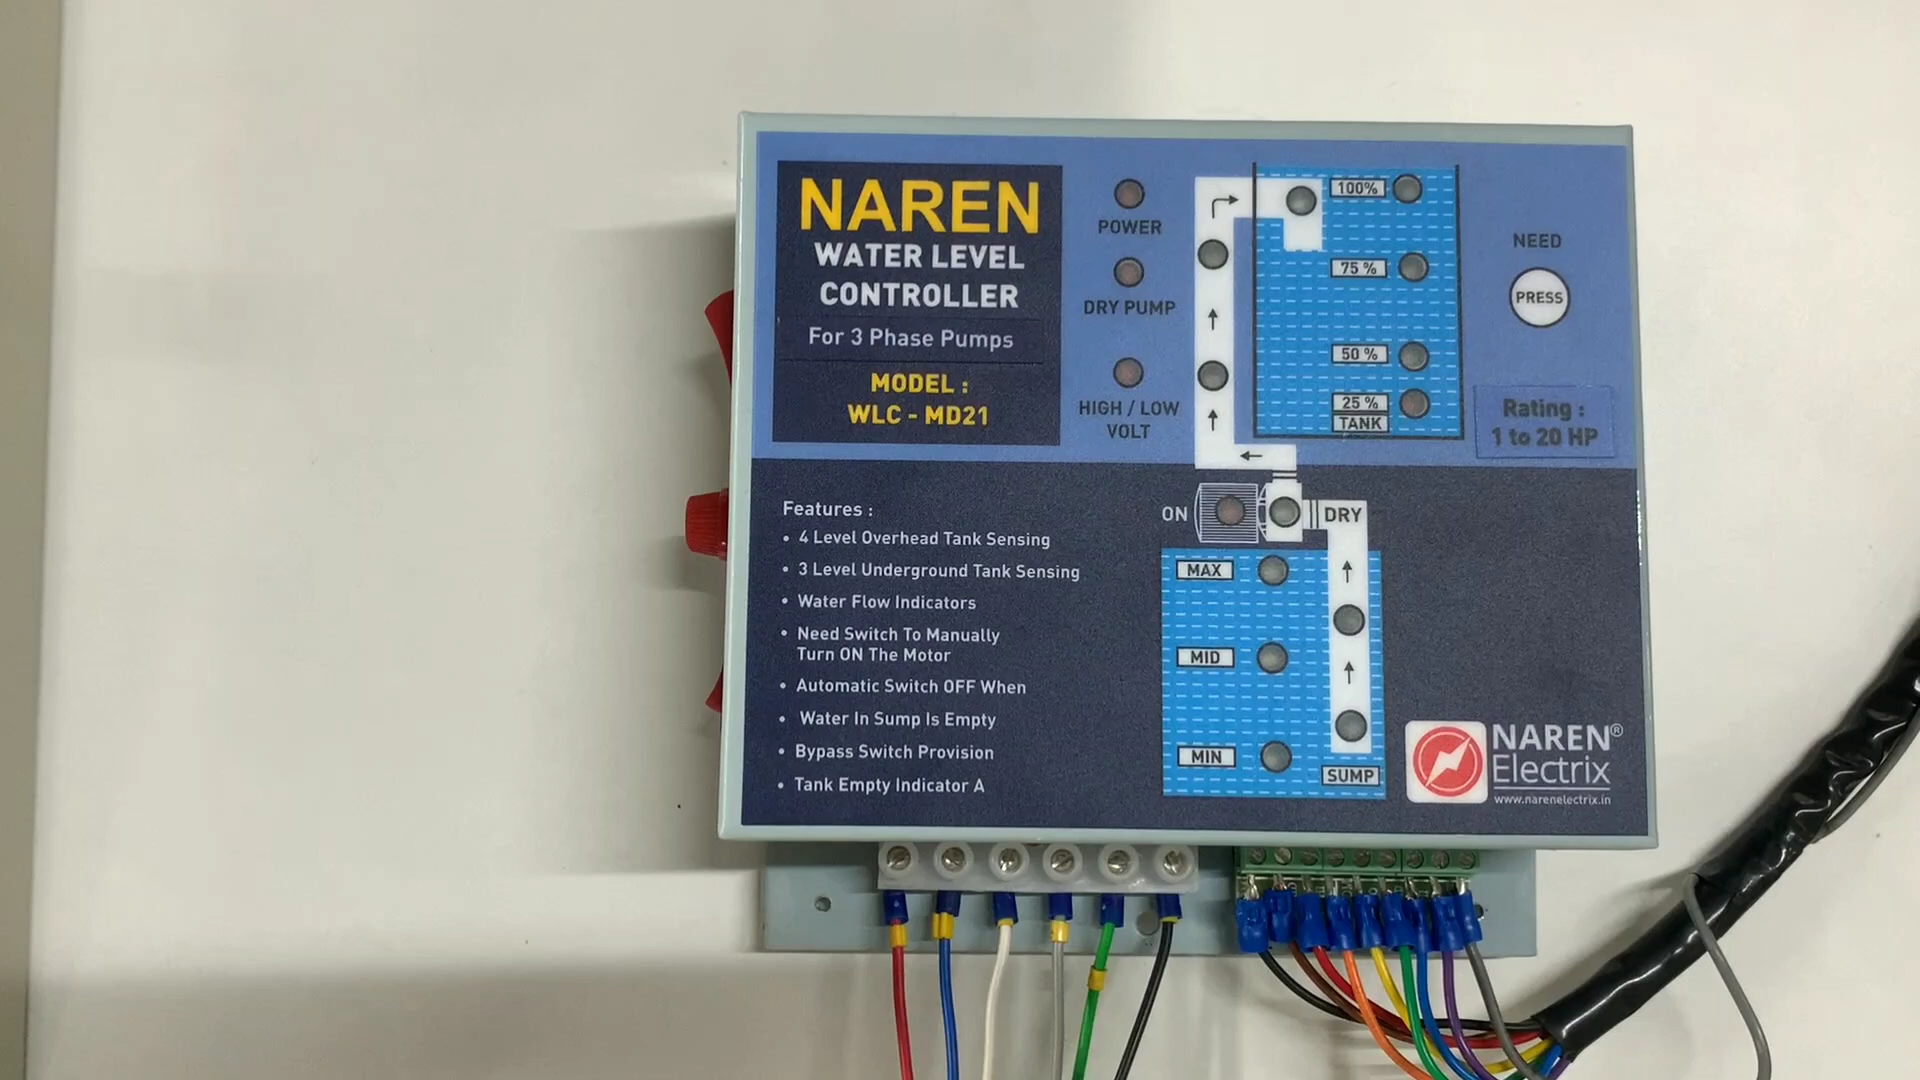 NAREN
WATER LEVEL
CONTROLLER
For 3 Phase Pumps
MODEL :
WLC - MD21
POWER
DRY PUMP
HIGH / LOW
VOLT
100%
75 %
50 %
25 %
TANK
NEED
PRESS
Rating :
1 to 20 HP
Features :
• 4 Level Overhead Tank Sensing
• 3 Level Underground Tank Sensing
• Water Flow Indicators
• Need Switch To Manually
Turn ON The Motor
• Automatic Switch OFF When
• Water In Sump Is Empty
• Bypass Switch Provision
• Tank Empty Indicator A
ON
DRY
MAX
MID
MIN
SUMP
NAREN®
Electrix
www.narenelectrix.in